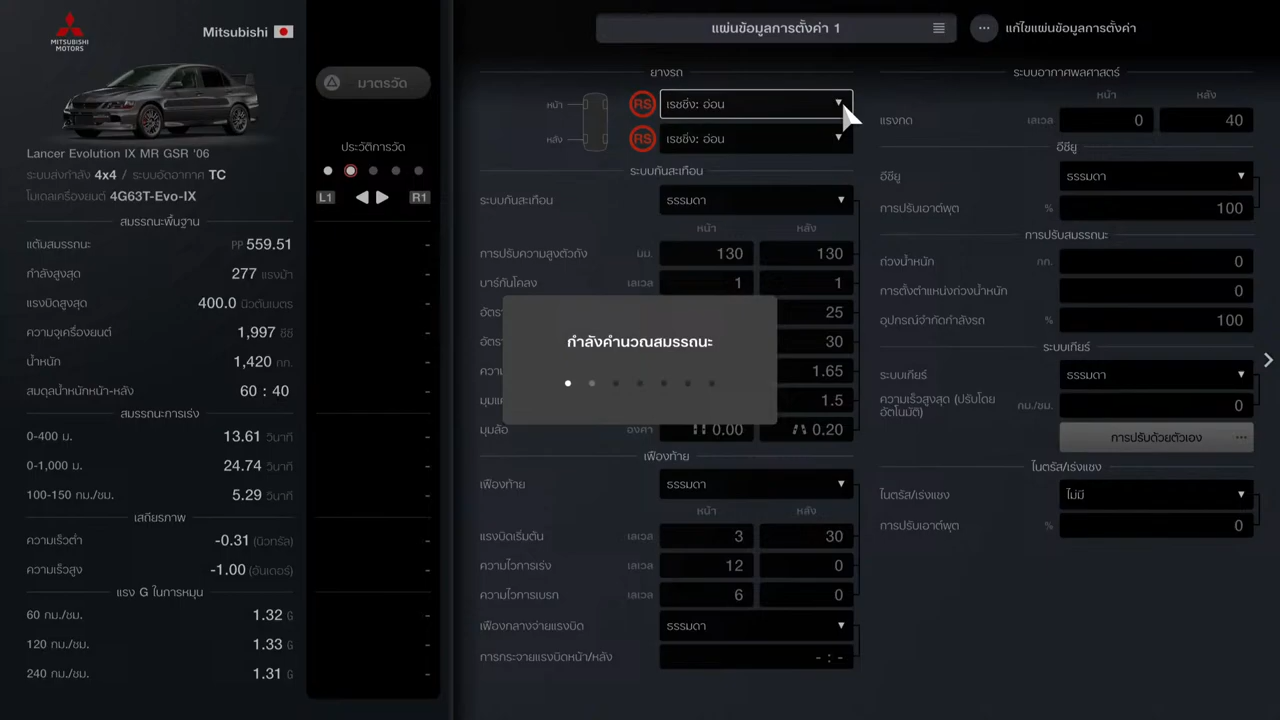 MITSUBISHI
MOTORS
Mitsubishi
Lancer Evolution IX MR GSR '06
ระบบส่งกำลัง 4x4 / ระบบอัดอากาศ TC
โมเดลเครื่องยนต์ 4G63T-Evo-IX
สมรรถนะพื้นฐาน
แต้มสมรรถนะ PP 559.51
กำลังสูงสุด 277 แรงม้า
แรงบิดสูงสุด 400.0 นิวตันเมตร
ความจุเครื่องยนต์ 1,997 ซีซี
น้ำหนัก 1,420 กก.
สมดุลน้ำหนักหน้า-หลัง 60 : 40
สมรรถนะการเร่ง
0-400 ม. 13.61 วินาที
0-1,000 ม. 24.74 วินาที
100-150 กม./ชม. 5.29 วินาที
เสถียรภาพ
ความเร็วต่ำ -0.31 (นิวทรัล)
ความเร็วสูง -1.00 (อันเดอร์)
แรง G ในการหมุน
60 กม./ชม. 1.32 G
120 กม./ชม. 1.33 G
240 กม./ชม. 1.31 G
มาตรวัด
ประวัติการวัด
L1 R1
-
-
-
-
-
-
-
-
-
-
-
-
-
-
แผ่นข้อมูลการตั้งค่า 1
แก้ไขแผ่นข้อมูลการตั้งค่า
ยางรถ
หน้า RS เรซซิ่ง: อ่อน
หลัง RS เรซซิ่ง: อ่อน
ระบบกันสะเทือน
ระบบกันสะเทือน ธรรมดา
หน้า หลัง
การปรับความสูงตัวถัง มม. 130 130
บาร์กันโคลง เลเวล 1 1
อัตรา 25
อัตรา 30
ความ 1.65
มุมแค 1.5
มุมล้อ องศา 0.00 0.20
กำลังคำนวณสมรรถนะ
เฟืองท้าย
เฟืองท้าย ธรรมดา
หน้า หลัง
แรงบิดเริ่มต้น เลเวล 3 30
ความไวการเร่ง เลเวล 12 0
ความไวการเบรก เลเวล 6 0
เฟืองกลางจ่ายแรงบิด ธรรมดา
การกระจายแรงบิดหน้า/หลัง - : -
ระบบอากาศพลศาสตร์
หน้า หลัง
แรงกด เลเวล 0 40
อีซียู
อีซียู ธรรมดา
การปรับเอาต์พุต % 100
การปรับสมรรถนะ
ถ่วงน้ำหนัก กก. 0
การตั้งตำแหน่งถ่วงน้ำหนัก 0
อุปกรณ์จำกัดกำลังรถ % 100
ระบบเกียร์
ระบบเกียร์ ธรรมดา
ความเร็วสูงสุด (ปรับโดย
อัตโนมัติ) กม./ชม. 0
การปรับด้วยตัวเอง
ไนตรัส/เร่งแซง
ไนตรัส/เร่งแซง ไม่มี
การปรับเอาต์พุต % 0